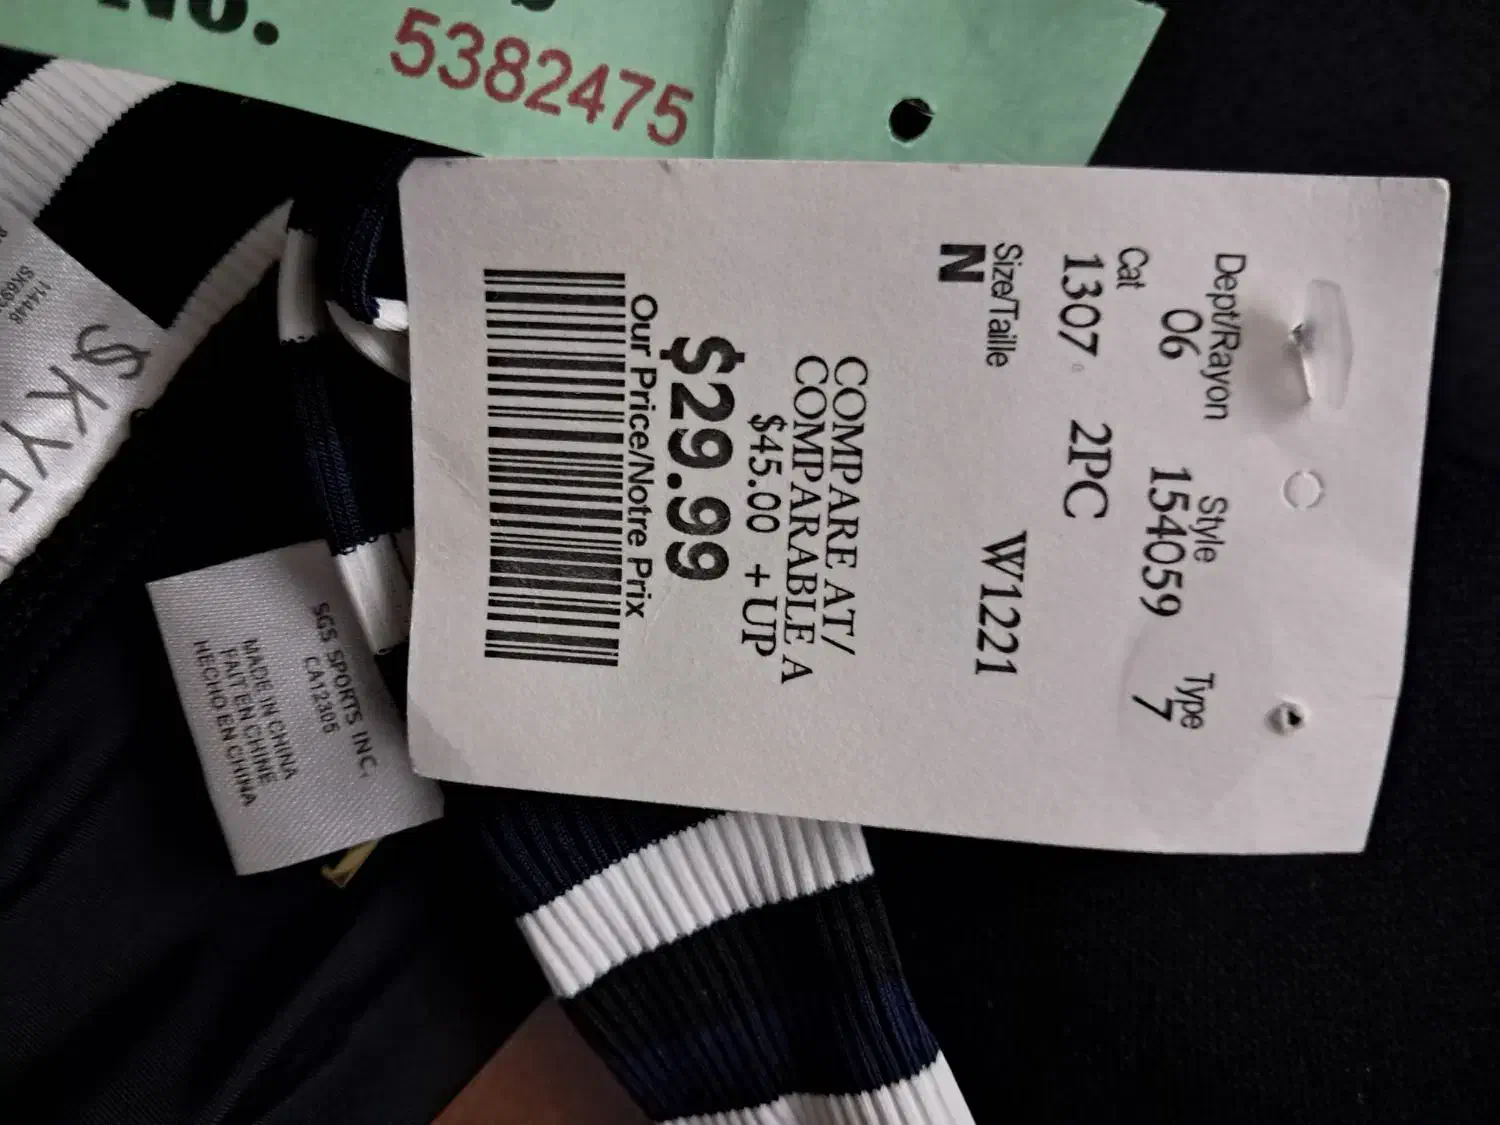 No.
5382475
Dept/Rayon Style Type
06 154059 7
Cat
1307 2PC
Size/Taille
N W1221
COMPARE AT/
COMPARABLE A
$45.00 +UP
$29.99
Our Price/Notre Prix
SGS SPORTS INC.
CA12305
MADE IN CHINA
FAIT EN CHINE
HECHO EN CHINA